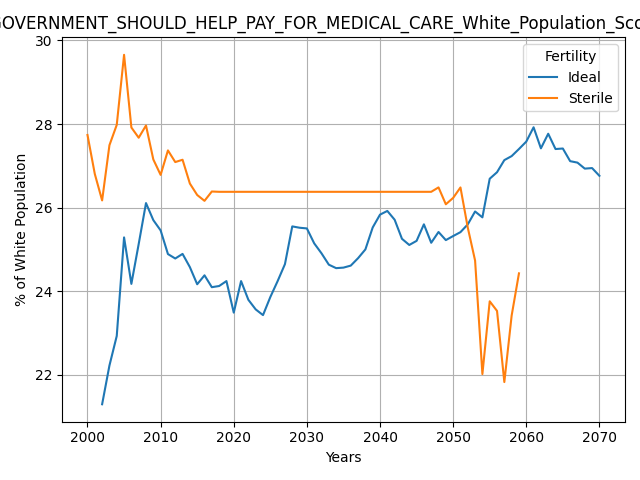 GOVERNMENT_SHOULD_HELP_PAY_FOR_MEDICAL_CARE_White_Population_Sco
30
28
26
24
22
% of White Population
Fertility
Ideal
Sterile
2000 2010 2020 2030 2040 2050 2060 2070
Years